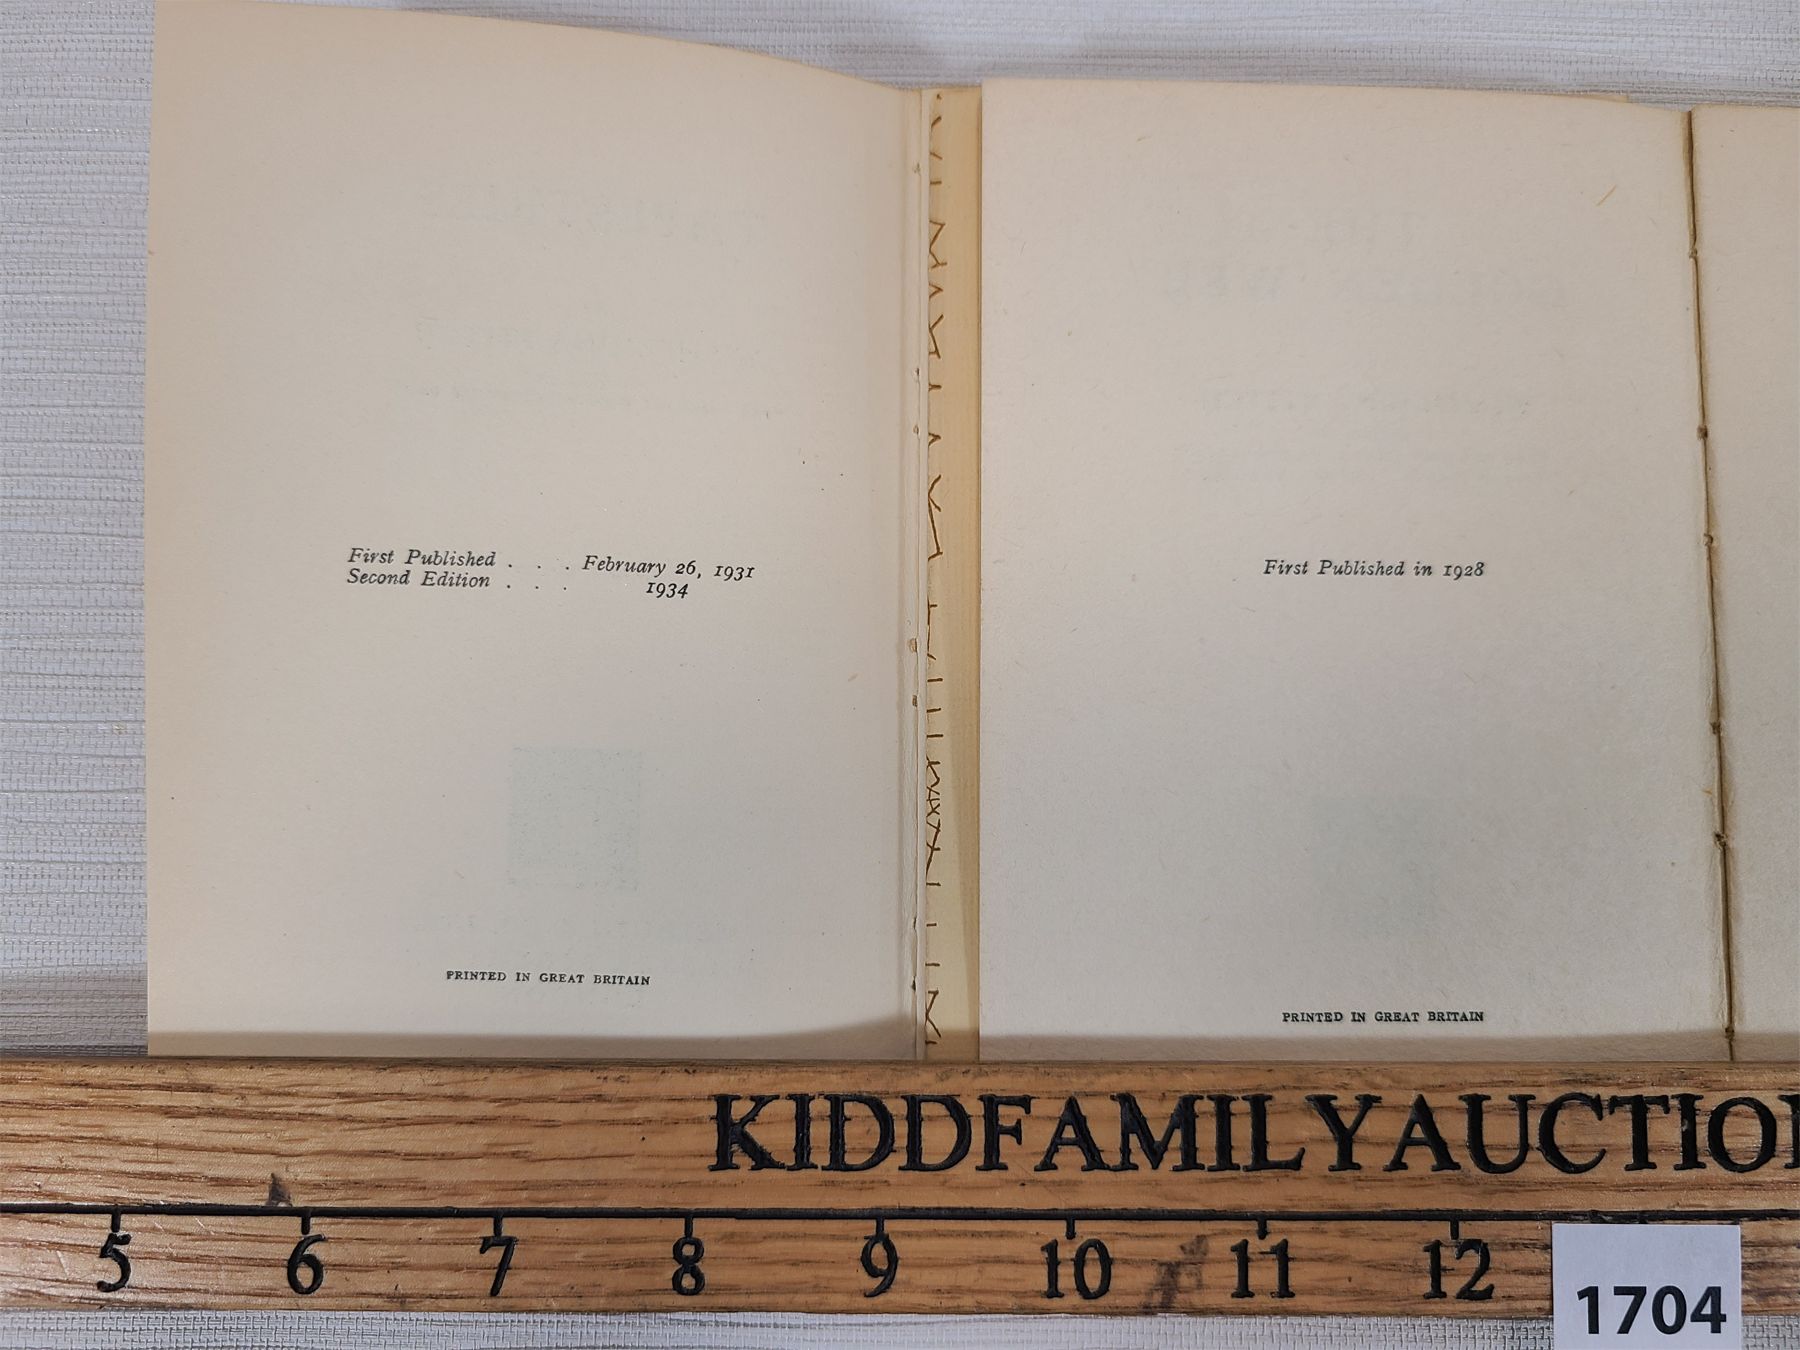 First Published . . . February 26, 1931
Second Edition . . . 1934
PRINTED IN GREAT BRITAIN
First Published in 1928
PRINTED IN GREAT BRITAIN
KIDDFAMILYAUCTIO
5 6 7 8 9 10 11 12
1704